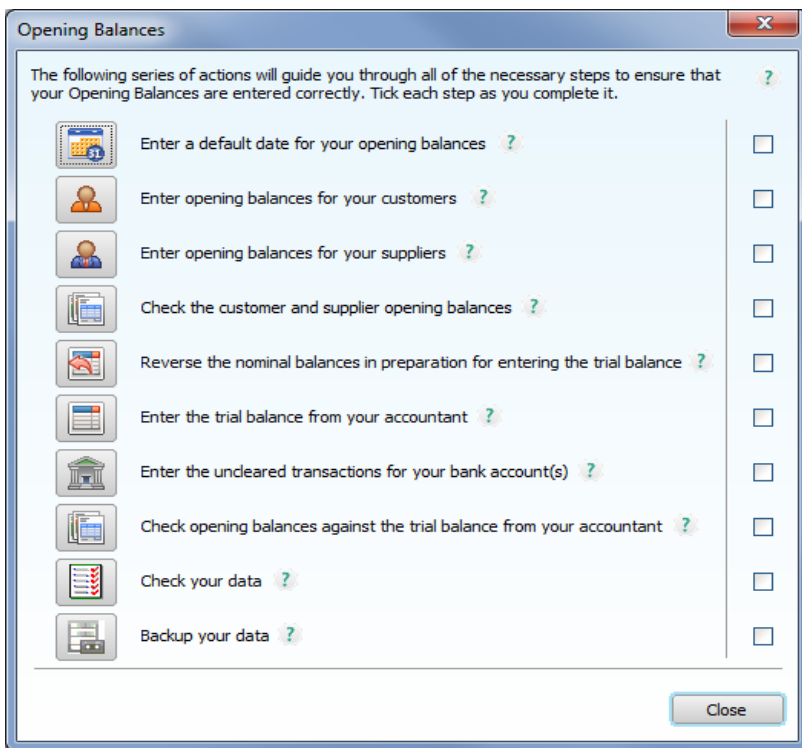 Opening Balances
The following series of actions will guide you through all of the necessary steps to ensure that
your Opening Balances are entered correctly. Tick each step as you complete it. ?
Enter a default date for your opening balances ?
Enter opening balances for your customers ?
Enter opening balances for your suppliers ?
Check the customer and supplier opening balances ?
Reverse the nominal balances in preparation for entering the trial balance ?
Enter the trial balance from your accountant ?
Enter the uncleared transactions for your bank account(s) ?
Check opening balances against the trial balance from your accountant ?
Check your data ?
Backup your data ?
Close